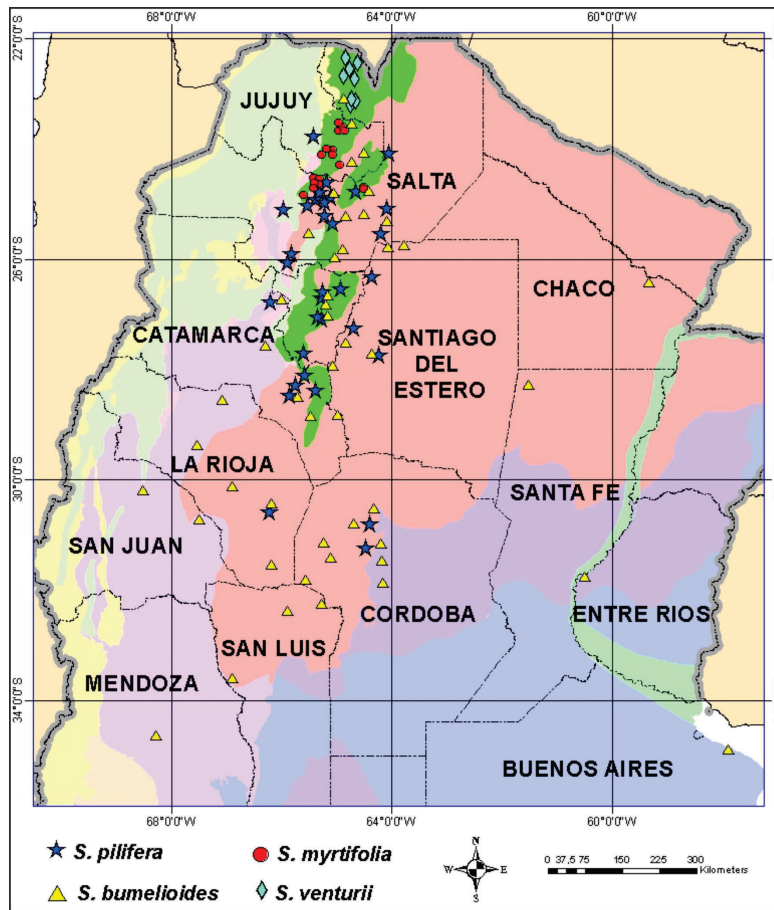 68°0'0"S 64°0'0"S 60°0'0"S
22°0'0"S
JUJUY
SALTA
26°0'0"S
CHACO
CATAMARCA
SANTIAGO
DEL
ESTERO
LA RIOJA
30°0'0"S
SANTA FE
SAN JUAN
CORDOBA
ENTRE RIOS
SAN LUIS
MENDOZA
34°0'0"S
BUENOS AIRES
68°0'0"W 64°0'0"W 60°0'0"W
S. pilifera S. myrtifolia
S. bumelioides S. venturii
N
W E
S
0 37,5 75 150 225 300
Kilometers